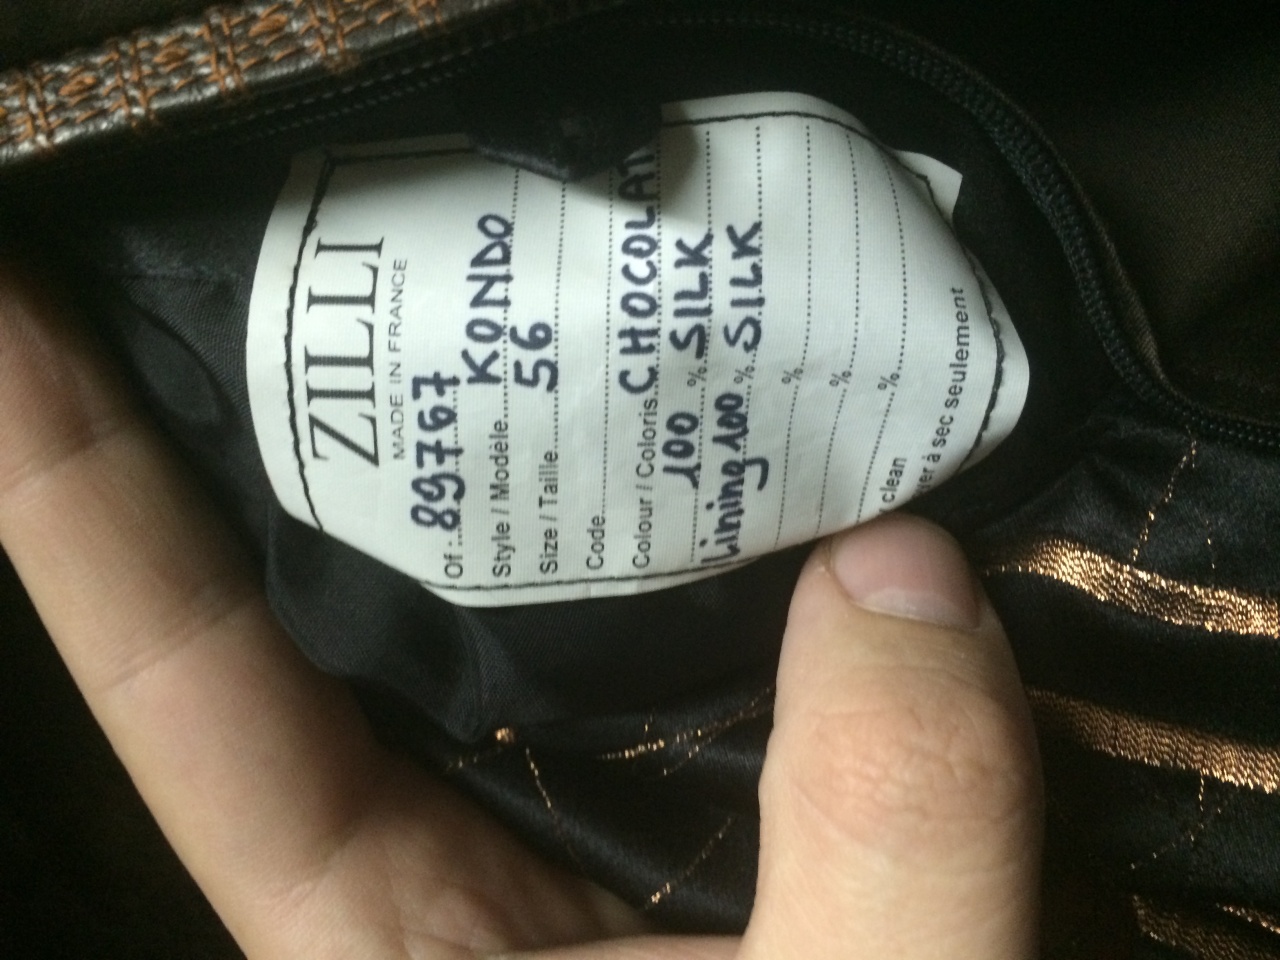 ZILLI
MADE IN FRANCE
Of : 89767
Style / Modèle KONDO
Size / Taille 56
Code
Colour / Coloris CHOCOLAT
100 % SILK
Lining 100 % SILK
%
%
%
clean
à sec seulement